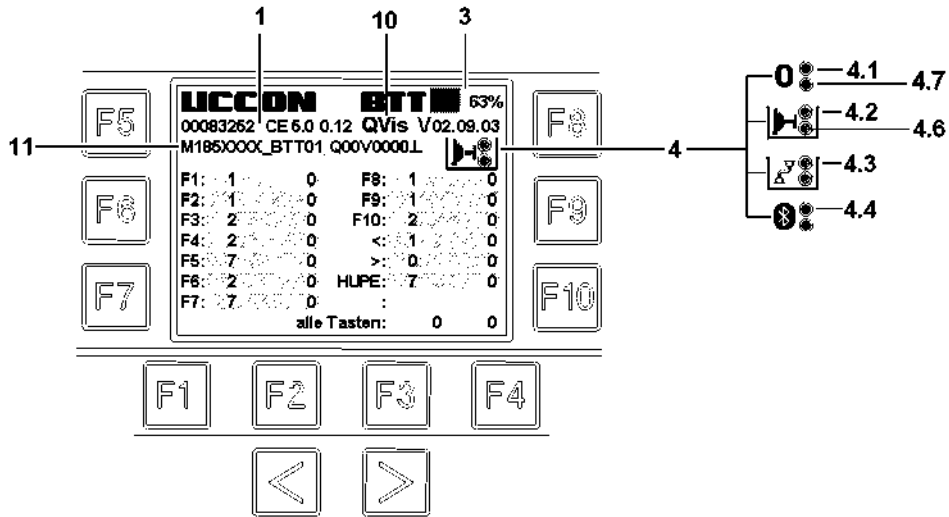 1 10 3
UCCON BTT 63%
00083252 CE 5.0 0.12 QVis V02.09.03
M185XXXX_BTT01 Q00V0000.L
F1: 1 0 F8: 1 0
F2: 1 0 F9: 1 0
F3: 2 0 F10: 2 0
F4: 2 0 <: 1 0
F5: 7 0 >: 0 0
F6: 2 0 HUPE: 7 0
F7: 7 0 :
alle Tasten: 0 0
11
4
0 4.1
4.7
4.2
4.6
4.3
4.4
F5
F6
F7
F8
F9
F10
F1 F2 F3 F4
< >